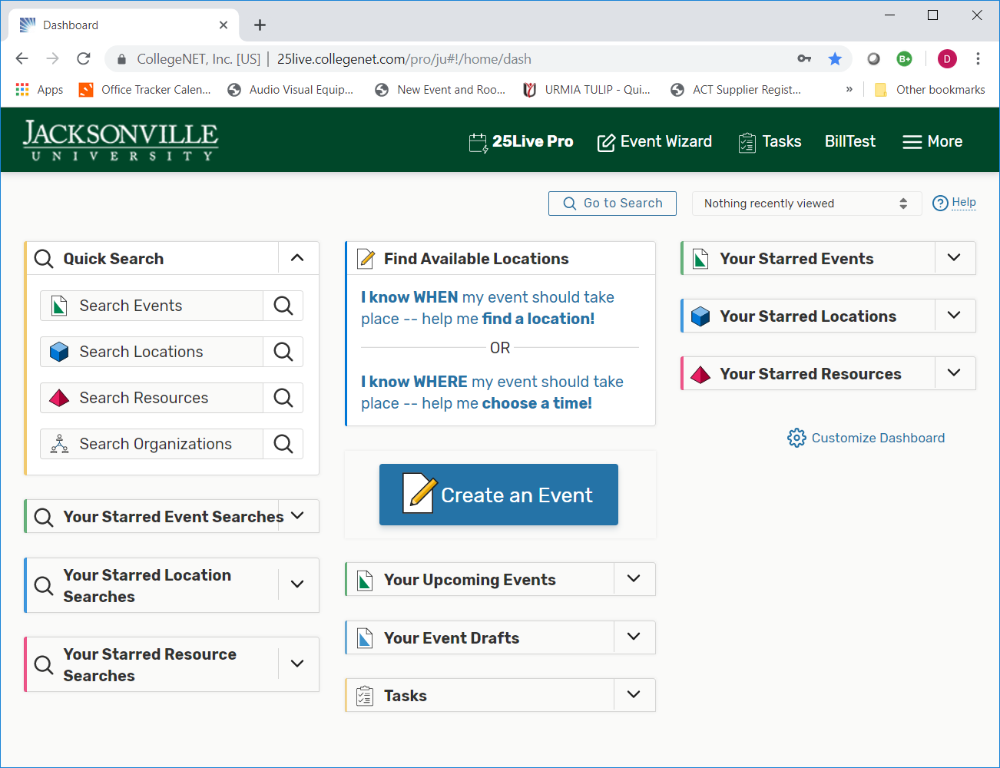 Dashboard
CollegeNET, Inc. [US] | 25live.collegenet.com/pro/ju#!/home/dash
B+
D
Apps
Office Tracker Calen...
Audio Visual Equip...
New Event and Roo...
URMIA TULIP - Qui...
ACT Supplier Regist...
»
Other bookmarks
JACKSONVILLE
UNIVERSITY
25Live Pro
Event Wizard
Tasks
BillTest
More
Go to Search
Nothing recently viewed
? Help
Quick Search
Search Events
Search Locations
Search Resources
Search Organizations
Your Starred Event Searches
Your Starred Location
Searches
Your Starred Resource
Searches
Find Available Locations
I know WHEN my event should take
place -- help me find a location!
OR
I know WHERE my event should take
place -- help me choose a time!
Create an Event
Your Upcoming Events
Your Event Drafts
Tasks
Your Starred Events
Your Starred Locations
Your Starred Resources
Customize Dashboard